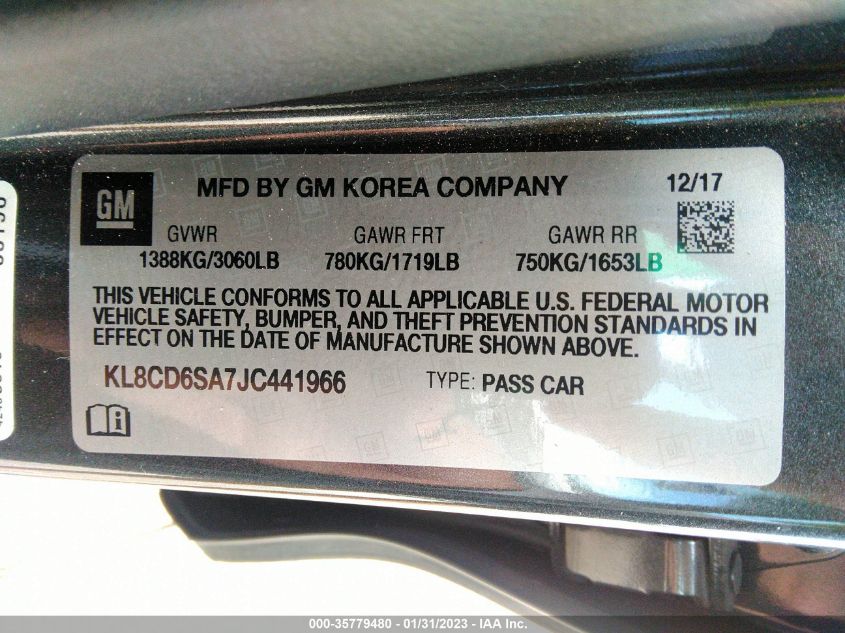 GM
MFD BY GM KOREA COMPANY
12/17
GVWR GAWR FRT GAWR RR
1388KG/3060LB 780KG/1719LB 750KG/1653LB
THIS VEHICLE CONFORMS TO ALL APPLICABLE U.S. FEDERAL MOTOR
VEHICLE SAFETY, BUMPER, AND THEFT PREVENTION STANDARDS IN
EFFECT ON THE DATE OF MANUFACTURE SHOWN ABOVE.
KL8CD6SA7JC441966 TYPE: PASS CAR
000-35779480 - 01/31/2023 - IAA Inc.